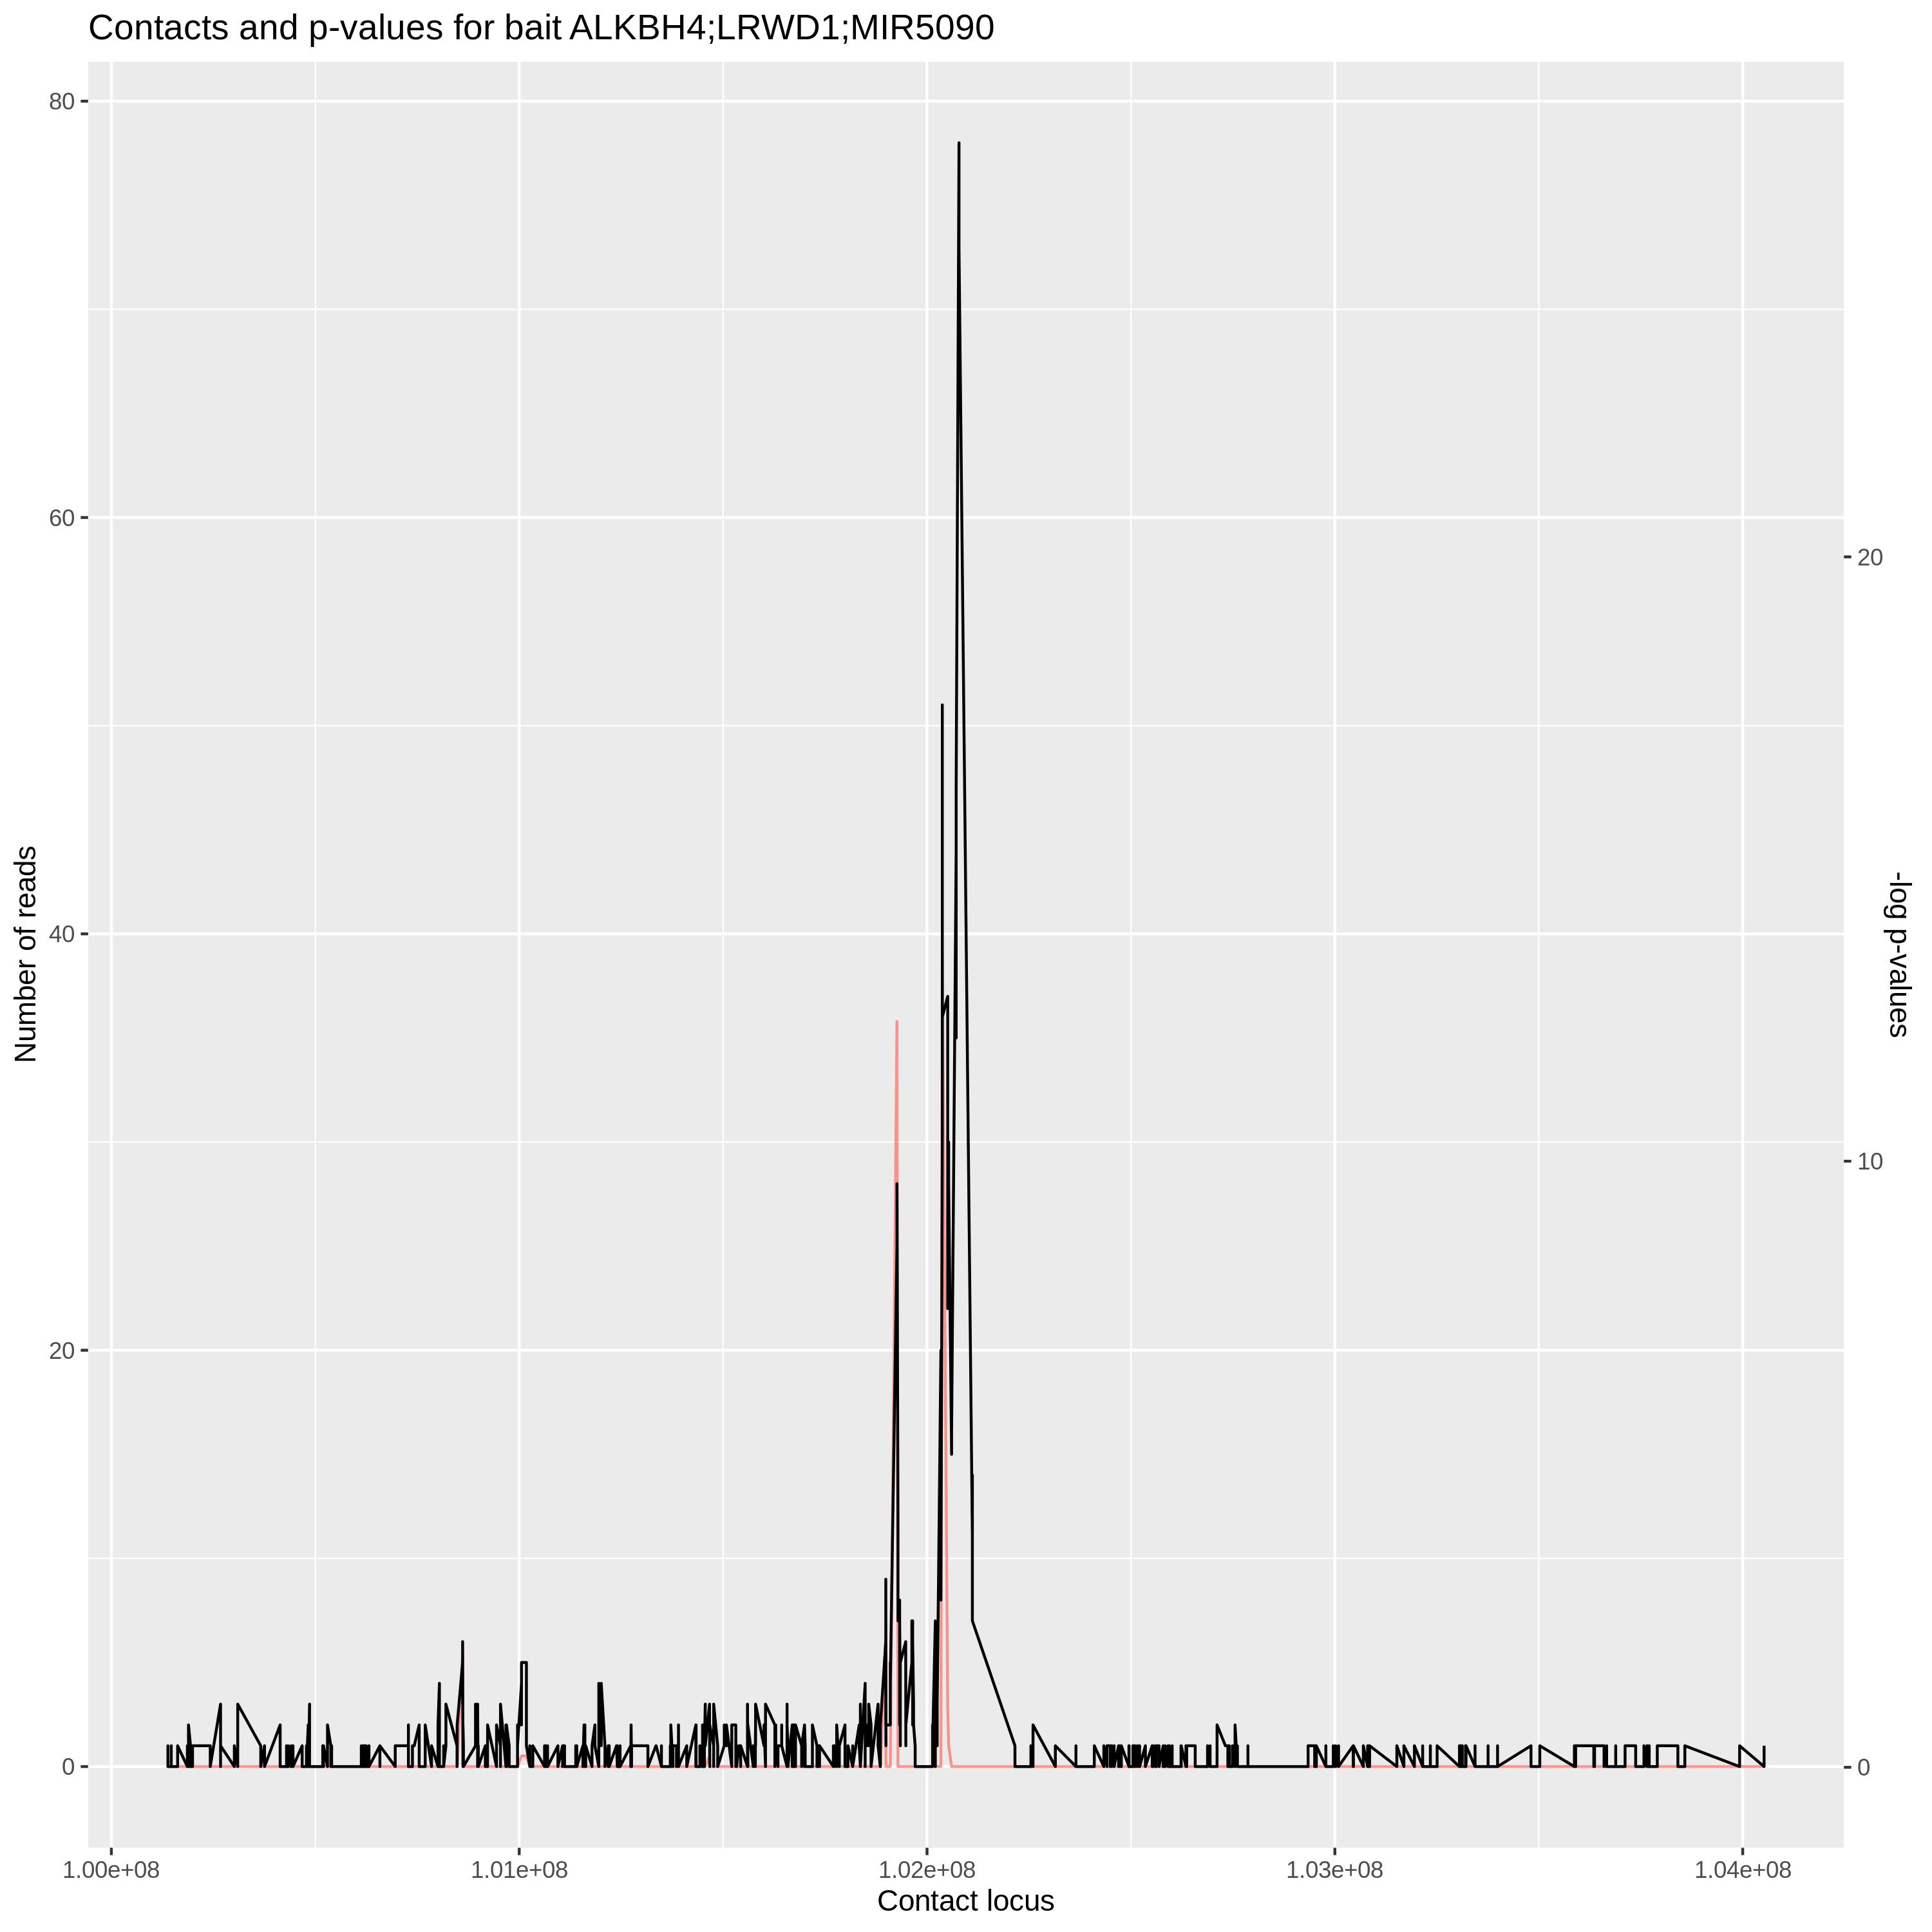 Contacts and p-values for bait ALKBH4;LRWD1;MIR5090
80
60
40
20
0
Number of reads
20
10
0
-log p-values
1.00e+08
1.01e+08
1.02e+08
1.03e+08
1.04e+08
Contact locus